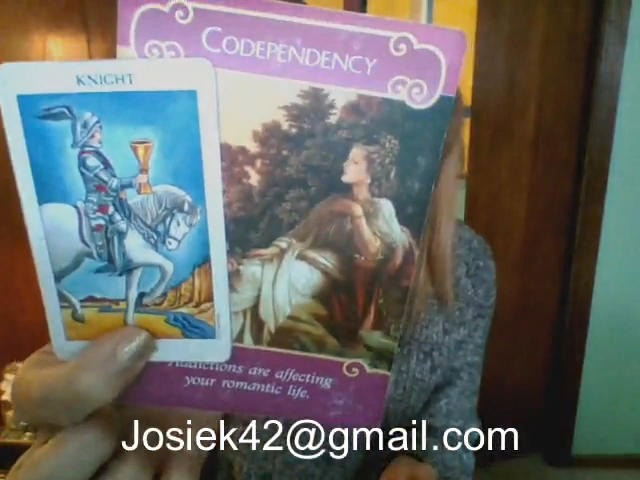 KNIGHT
CODEPENDENCY
Addictions are affecting
your romantic life.
Josiek42@gmail.com